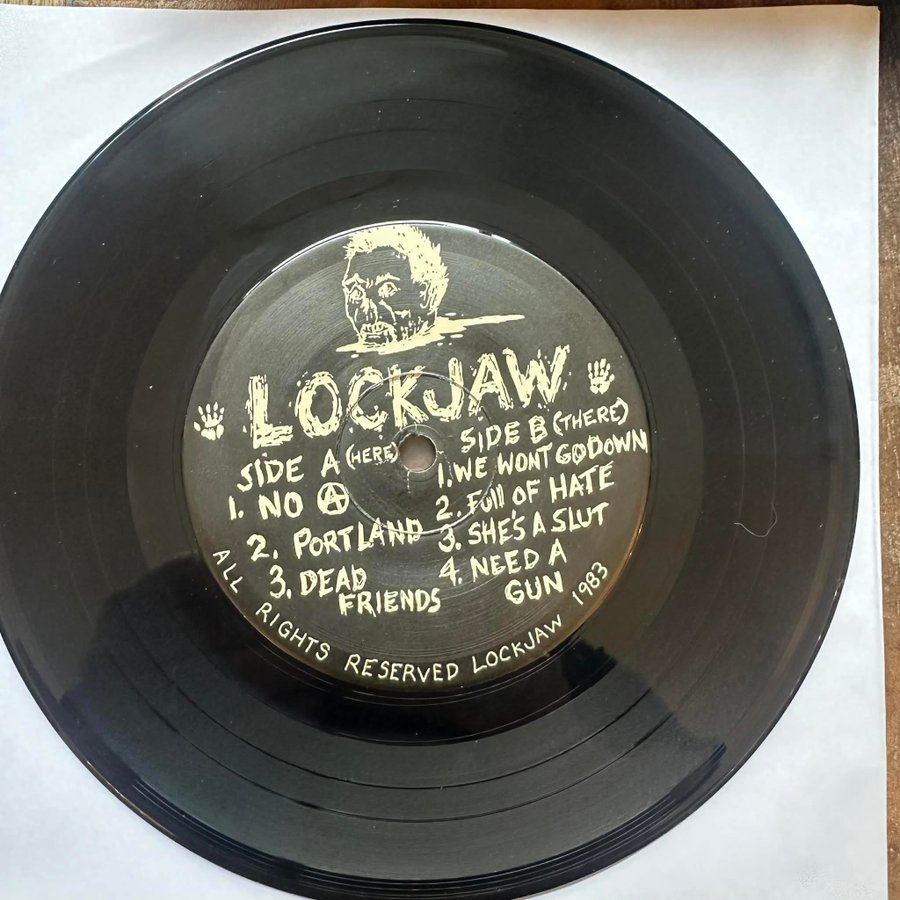 LOCKJAW
SIDE A (HERE)
1. NO Ⓐ
2. PORTLAND
3. DEAD
FRIENDS
SIDE B (THERE)
1. WE WONT GO DOWN
2. FUll OF HATE
3. SHE'S A SLUT
4. NEED A
GUN
ALL RIGHTS RESERVED LOCKJAW 1983